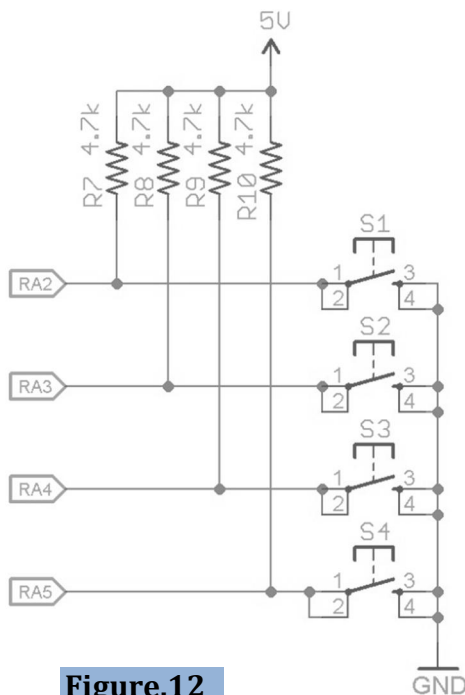 5V
4.7k 4.7k 4.7k 4.7k
R7 R8 R9 R10
S1
RA2 1 3
2 4
S2
RA3 1 3
2 4
S3
RA4 1 3
2 4
S4
RA5 1 3
2 4
Figure.12 GND